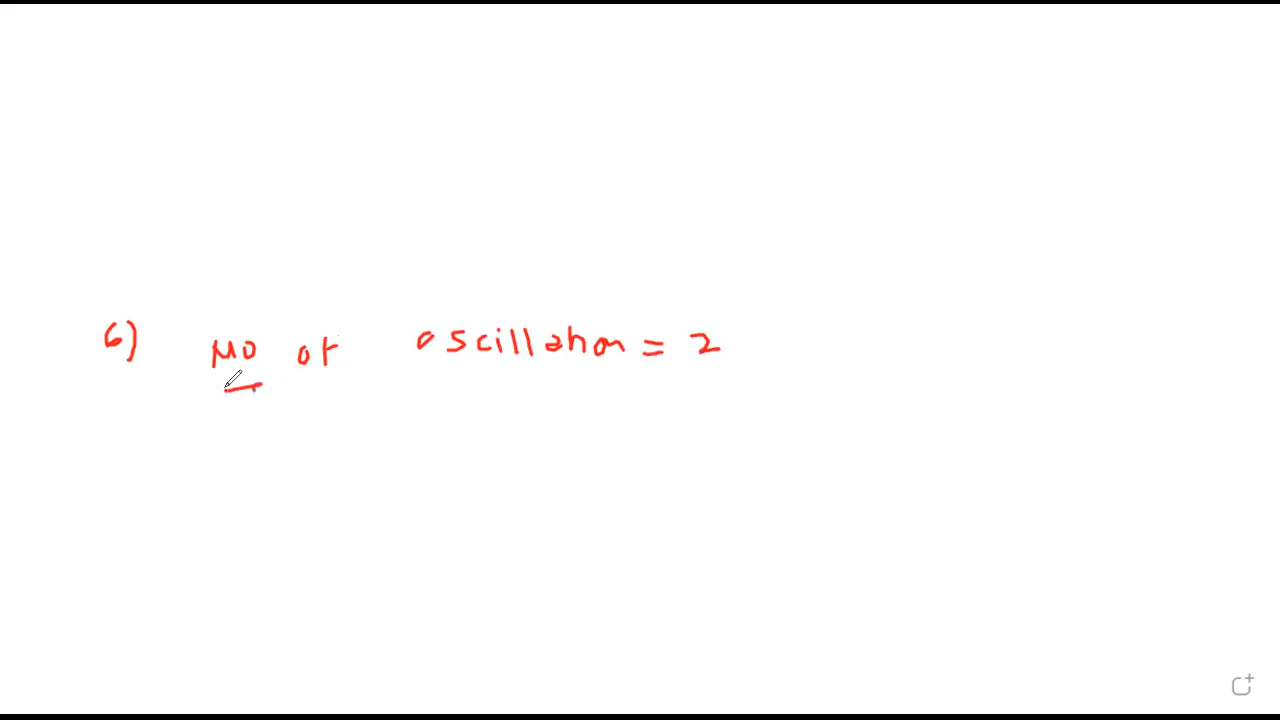 6) No of oscillation = 2